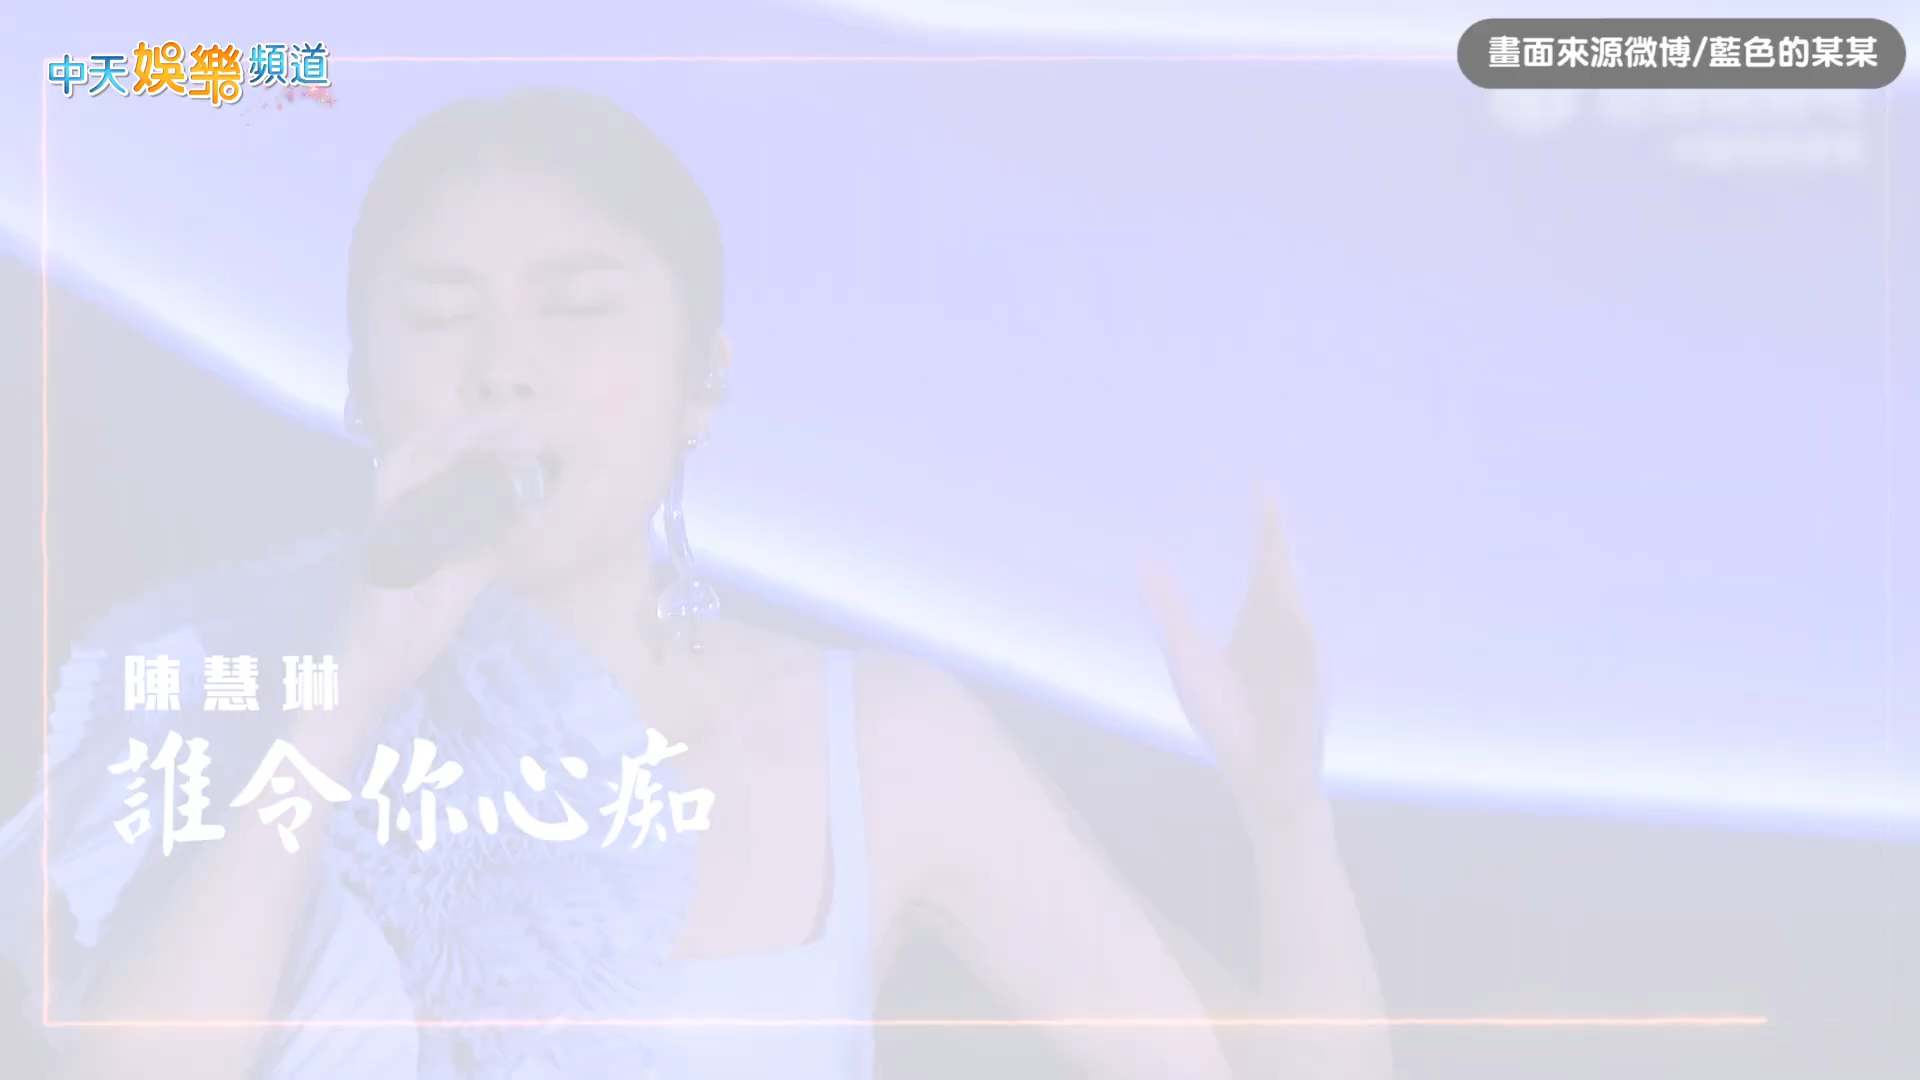 中天娛樂頻道
畫面來源微博/藍色的某某
陳慧琳
誰令你心痴